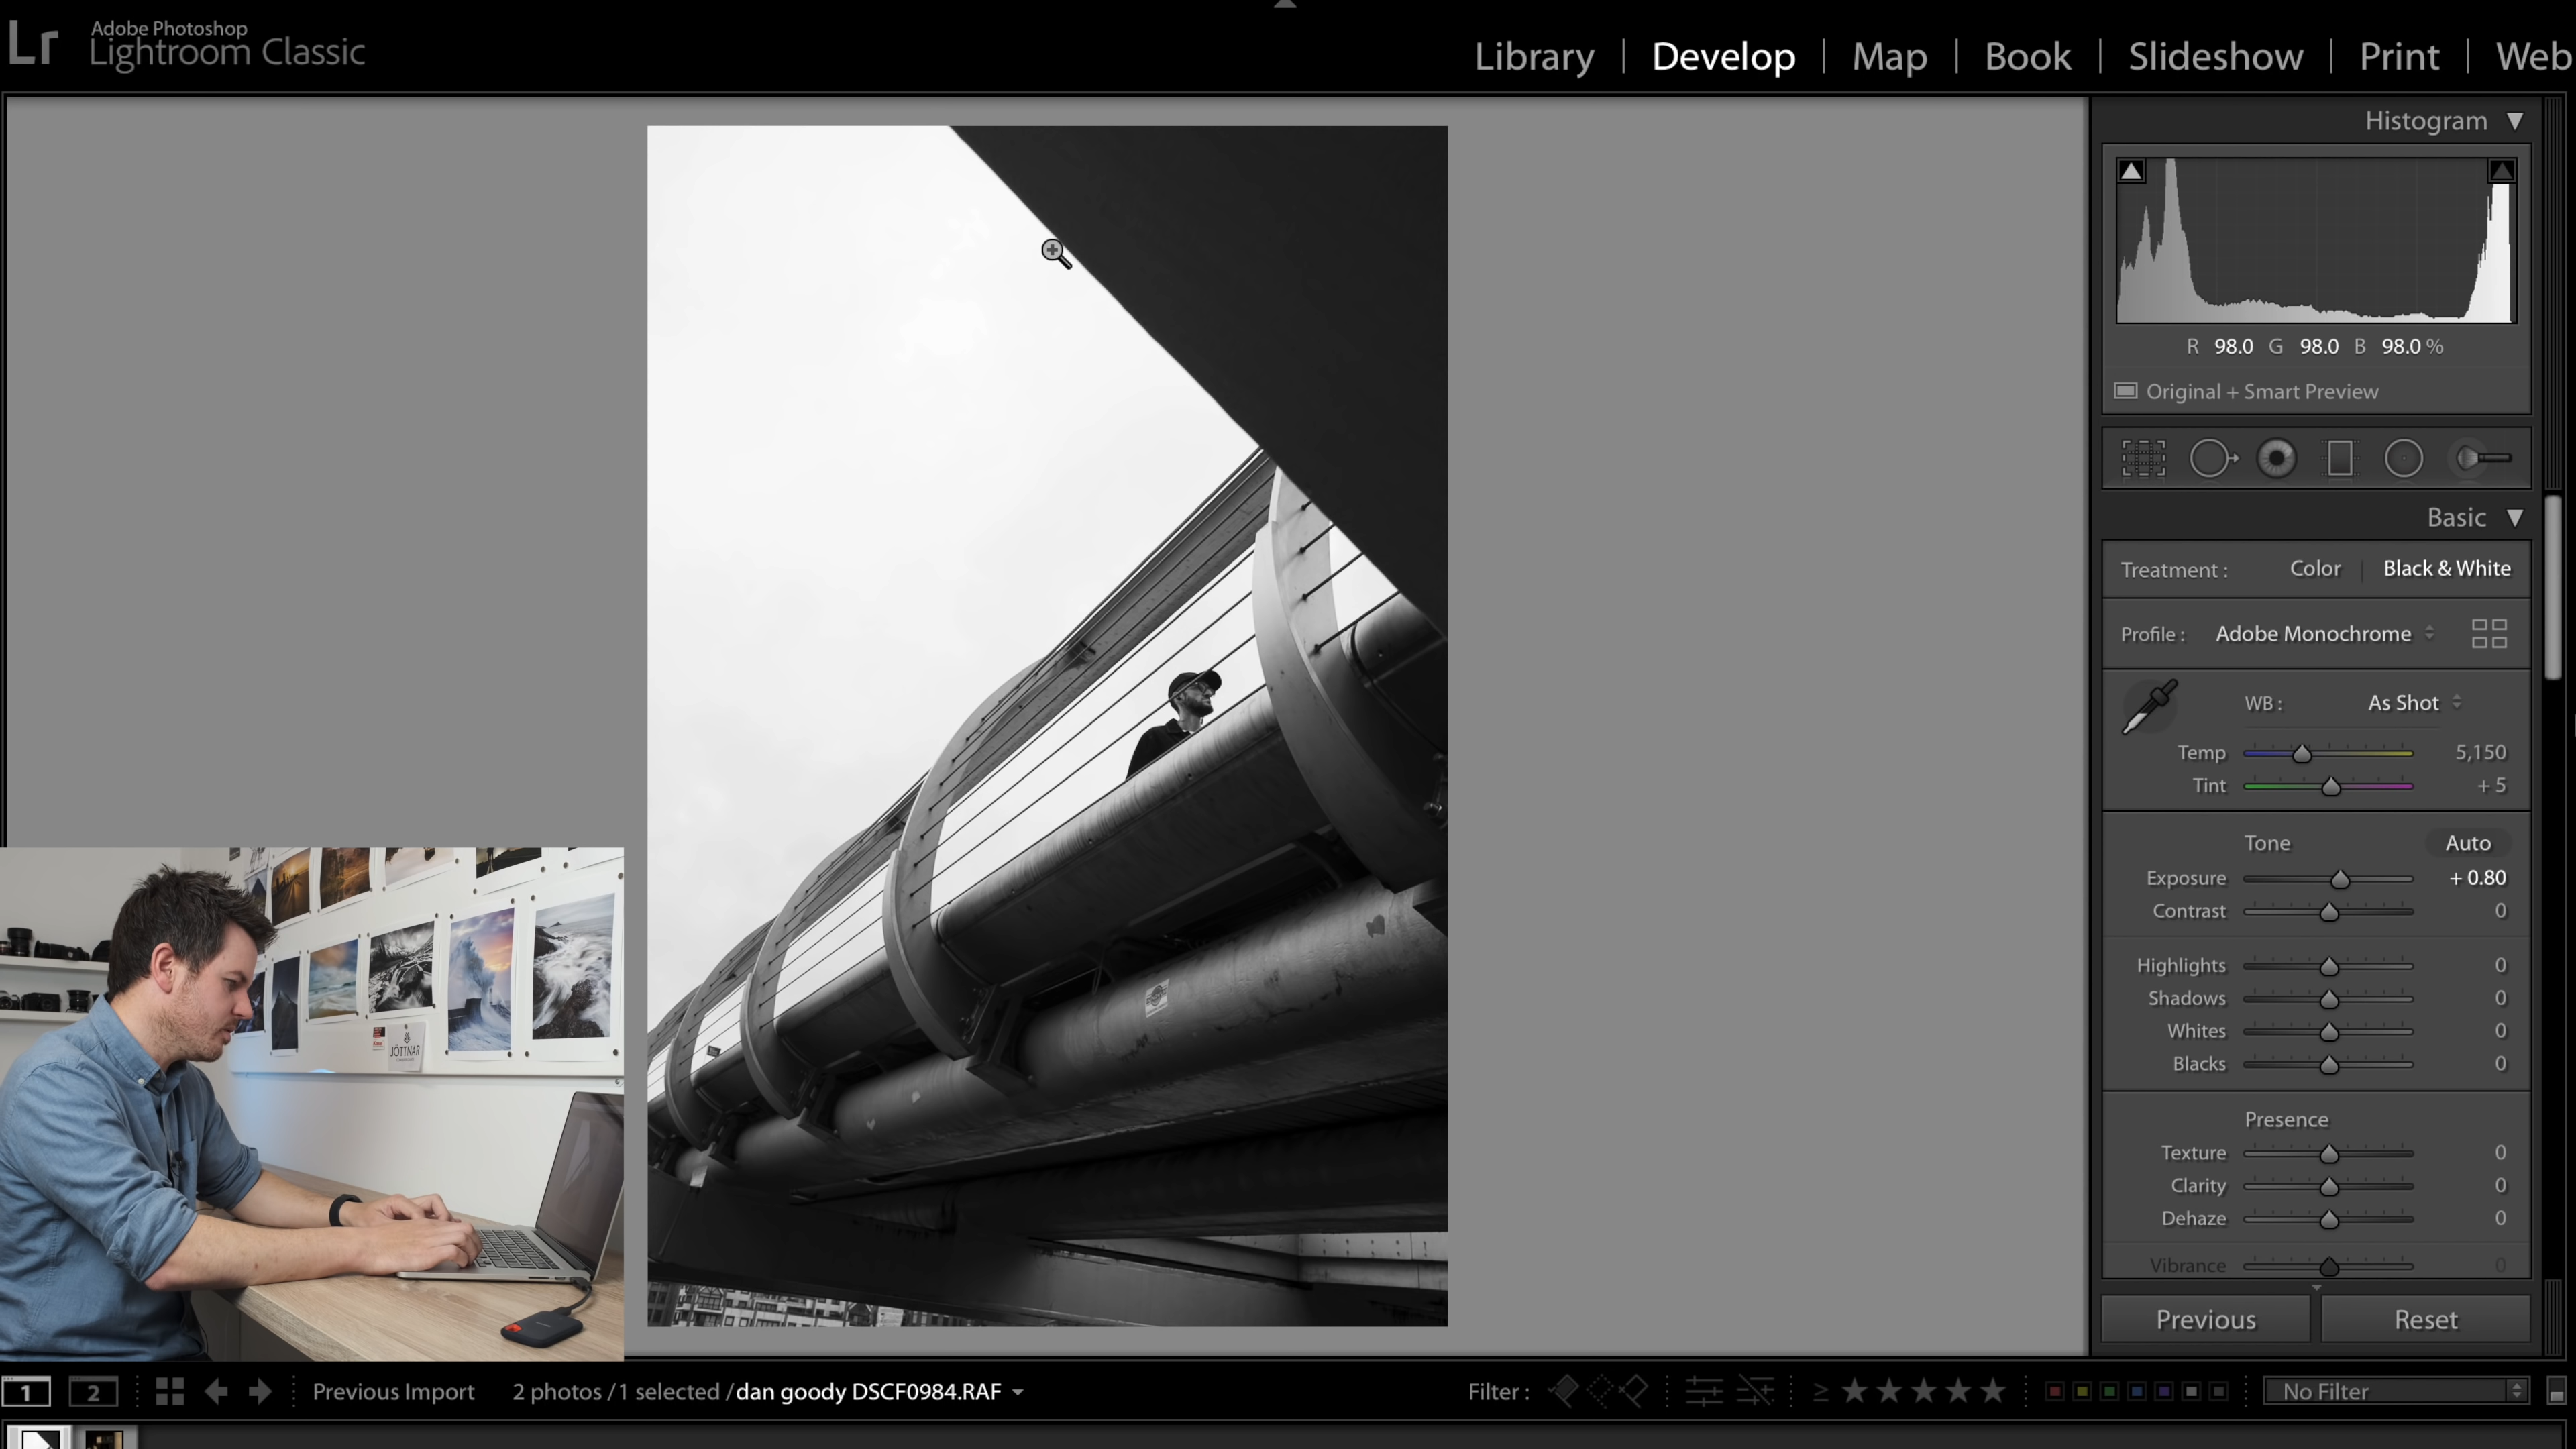 Lr
Adobe Photoshop
Lightroom Classic
Library | Develop | Map | Book | Slideshow | Print | Web
Histogram
R 98.0 G 98.0 B 98.0 %
Original + Smart Preview
Basic
Treatment : Color | Black & White
Profile : Adobe Monochrome
WB : As Shot
Temp 5,150
Tint + 5
Tone Auto
Exposure + 0.80
Contrast 0
Highlights 0
Shadows 0
Whites 0
Blacks 0
Presence
Texture 0
Clarity 0
Dehaze 0
Vibrance 0
Previous Reset
JÖTTNAR
1 2 Previous Import 2 photos / 1 selected / dan goody DSCF0984.RAF Filter : ≥ No Filter